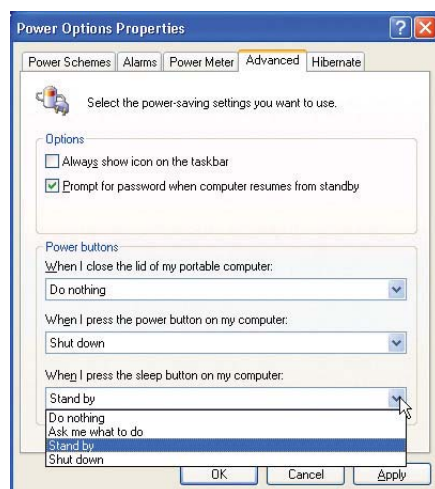 Power Options Properties
Power Schemes Alarms Power Meter Advanced Hibernate
Select the power-saving settings you want to use.
Options
Always show icon on the taskbar
Prompt for password when computer resumes from standby
Power buttons
When I close the lid of my portable computer:
Do nothing
When I press the power button on my computer:
Shut down
When I press the sleep button on my computer:
Stand by
Do nothing
Ask me what to do
Stand by
Shut down
OK Cancel Apply